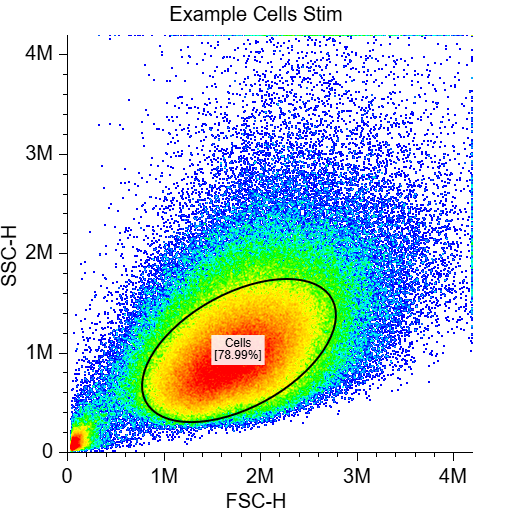 Example Cells Stim
4M
3M
SSC-H
2M
Cells
[78.99%]
1M
0
0 1M 2M 3M 4M
FSC-H